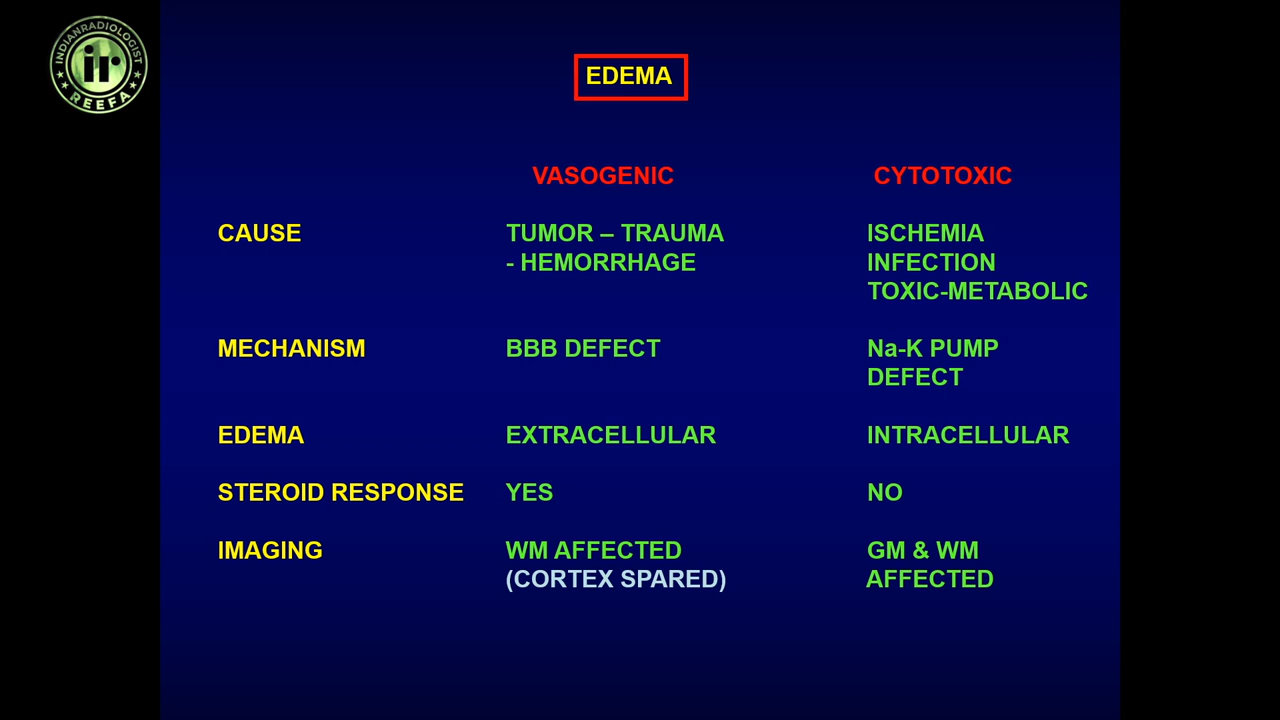 INDIANRADIOLOGIST
ir
REEFA
EDEMA
VASOGENIC CYTOTOXIC
CAUSE TUMOR – TRAUMA ISCHEMIA
- HEMORRHAGE INFECTION
TOXIC-METABOLIC
MECHANISM BBB DEFECT Na-K PUMP
DEFECT
EDEMA EXTRACELLULAR INTRACELLULAR
STEROID RESPONSE YES NO
IMAGING WM AFFECTED GM & WM
(CORTEX SPARED) AFFECTED